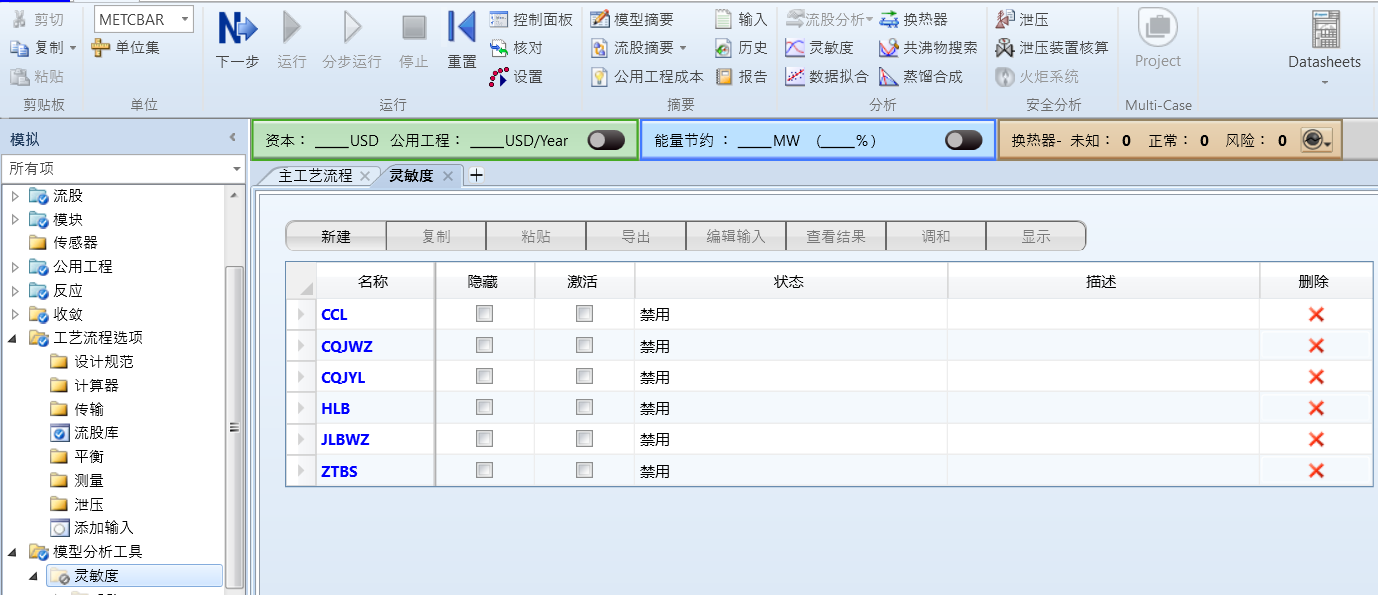 剪切 METCBAR 控制面板 模型摘要 输入 流股分析 换热器 泄压
复制 单位集 下一步 运行 分步运行 停止 重置 核对 流股摘要 历史 灵敏度 共沸物搜索 泄压装置核算 Project Datasheets
粘贴 设置 公用工程成本 报告 数据拟合 蒸馏合成 火炬系统
剪贴板 单位 运行 摘要 分析 安全分析 Multi-Case
模拟
所有项
资本： _____USD 公用工程： _____USD/Year 能量节约 ： _____MW (_____%) 换热器- 未知： 0 正常： 0 风险： 0
主工艺流程 灵敏度
流股
模块
传感器
公用工程
反应
收敛
工艺流程选项
设计规范
计算器
传输
流股库
平衡
测量
泄压
添加输入
模型分析工具
灵敏度
新建 复制 粘贴 导出 编辑输入 查看结果 调和 显示
名称 隐藏 激活 状态 描述 删除
CCL 禁用
CQJWZ 禁用
CQJYL 禁用
HLB 禁用
JLBWZ 禁用
ZTBS 禁用